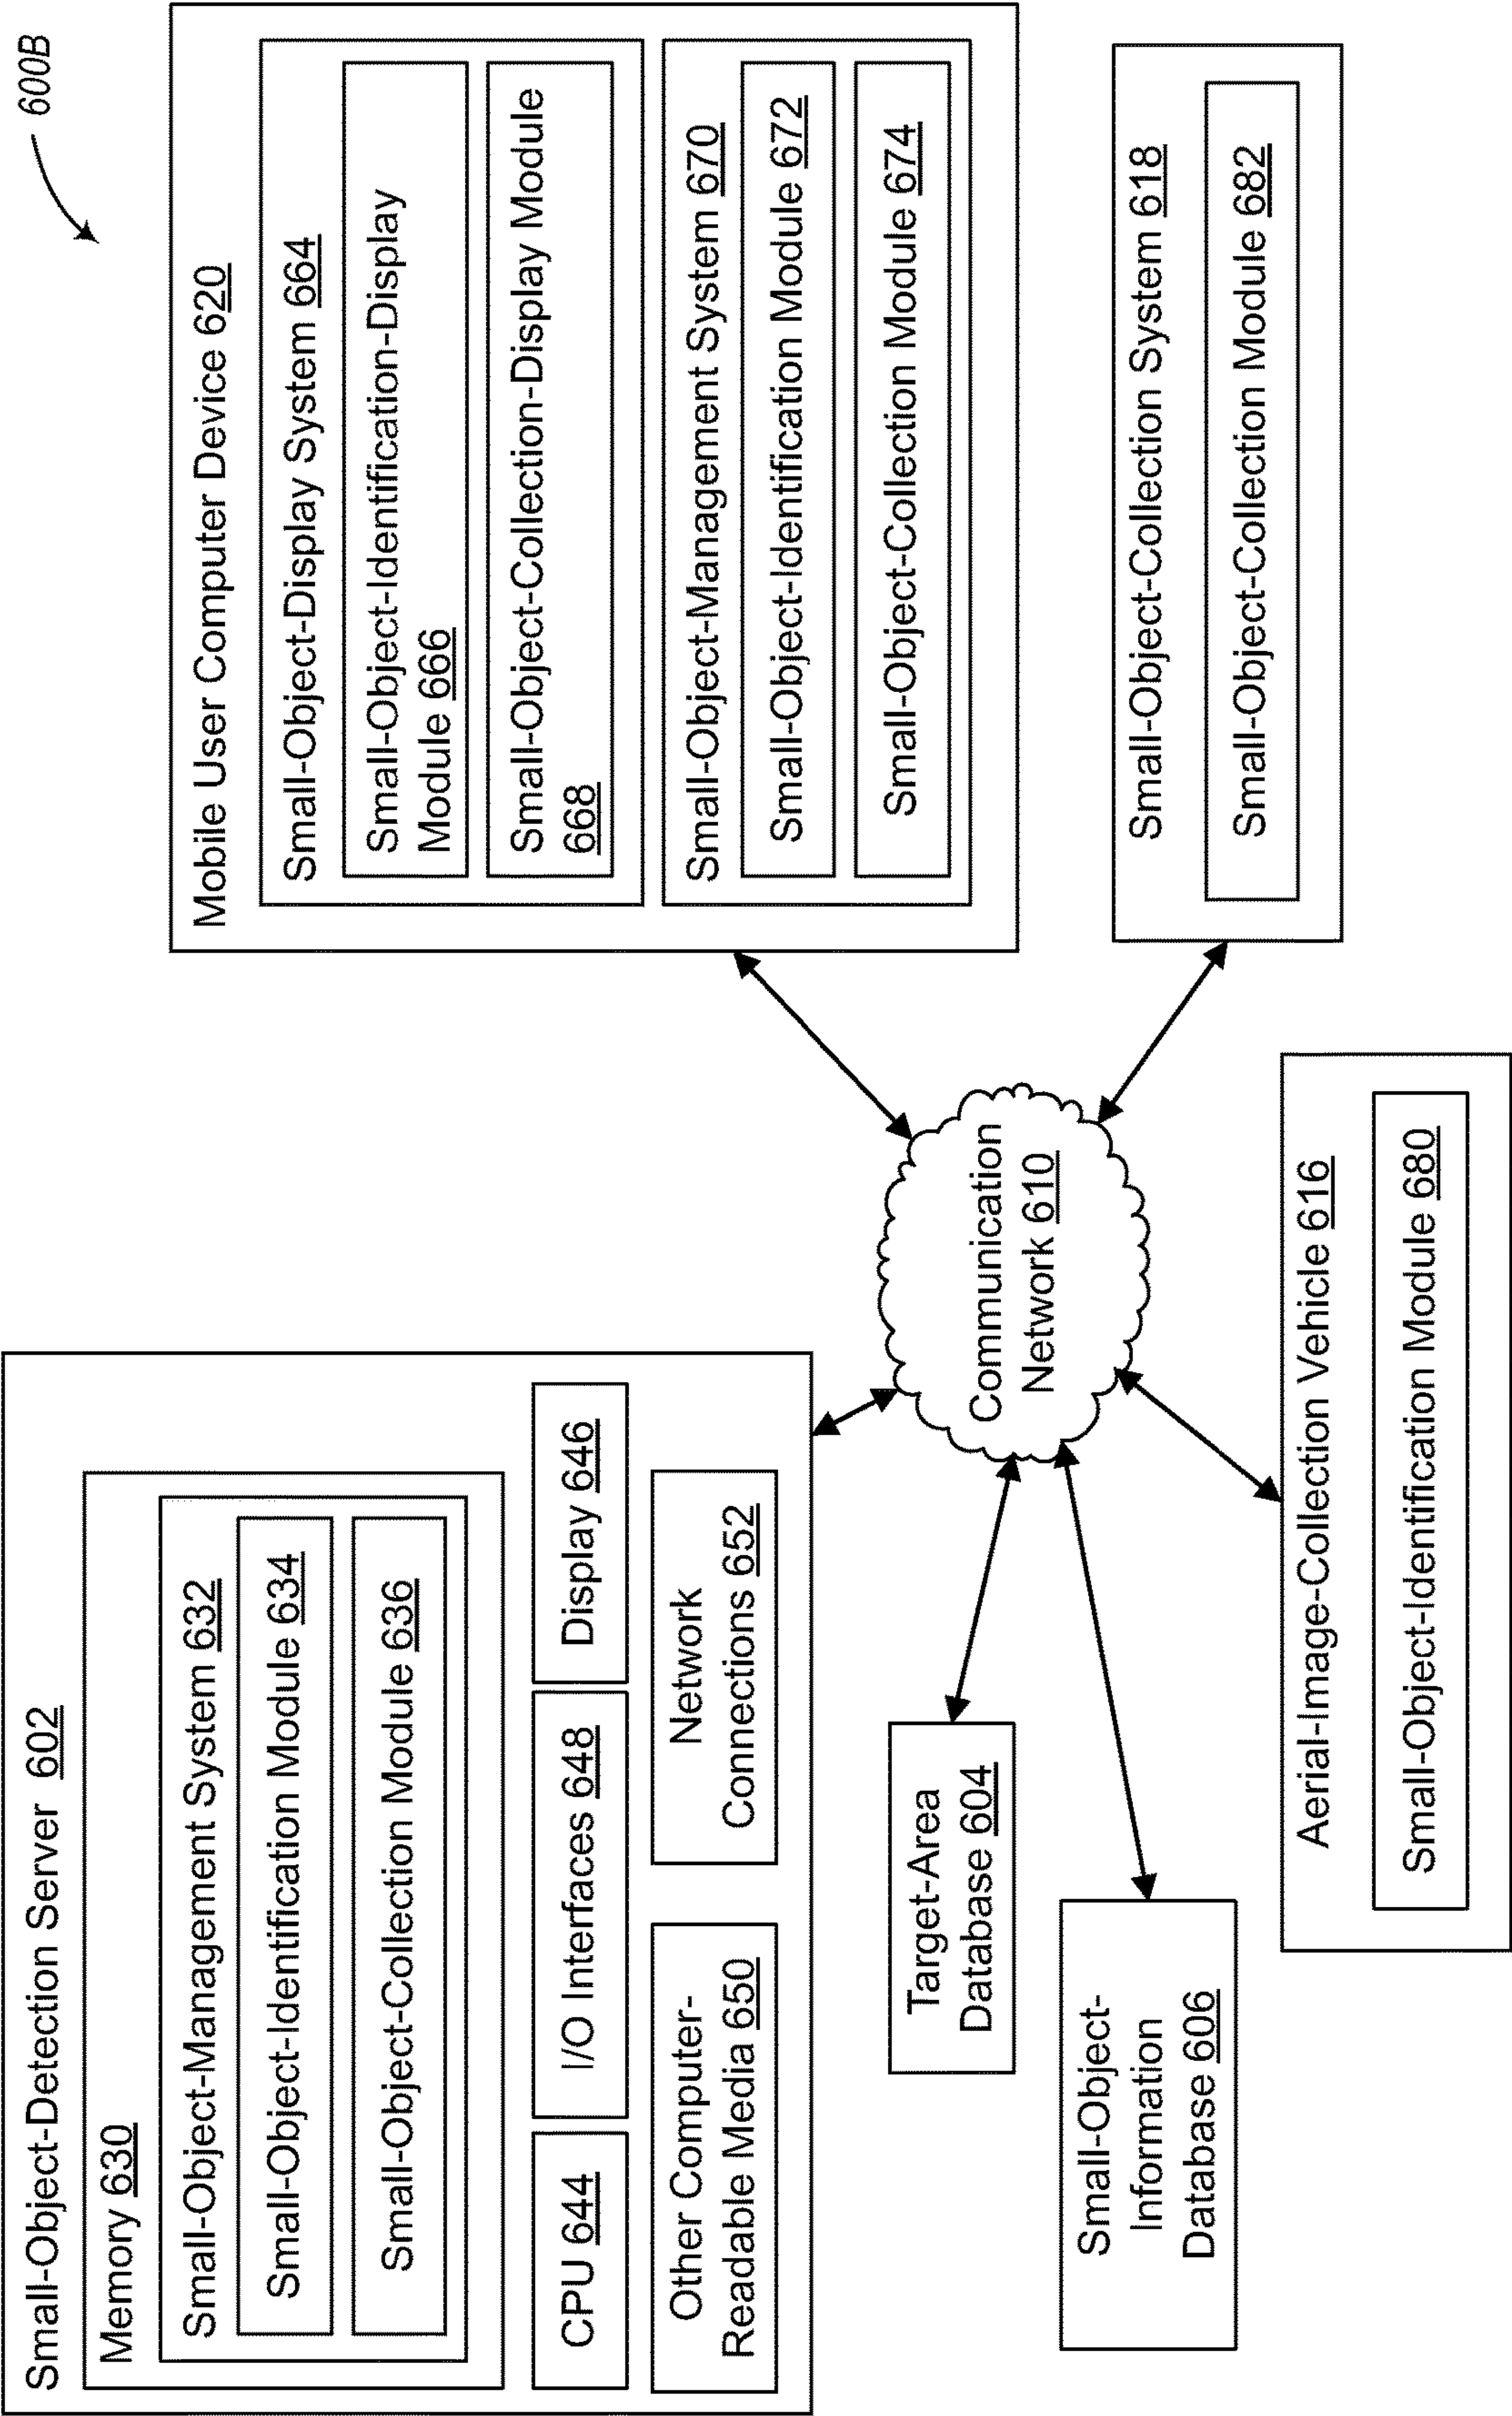 600B
Small-Object-Detection Server 602
Memory 630
Small-Object-Management System 632
Small-Object-Identification Module 634
Small-Object-Collection Module 636
CPU 644
I/O Interfaces 648
Display 646
Other Computer-
Readable Media 650
Network
Connections 652
Mobile User Computer Device 620
Small-Object-Display System 664
Small-Object-Identification-Display
Module 666
Small-Object-Collection-Display Module
668
Small-Object-Management System 670
Small-Object-Identification Module 672
Small-Object-Collection Module 674
Communication
Network 610
Target-Area
Database 604
Small-Object-
Information
Database 606
Aerial-Image-Collection Vehicle 616
Small-Object-Identification Module 680
Small-Object-Collection System 618
Small-Object-Collection Module 682